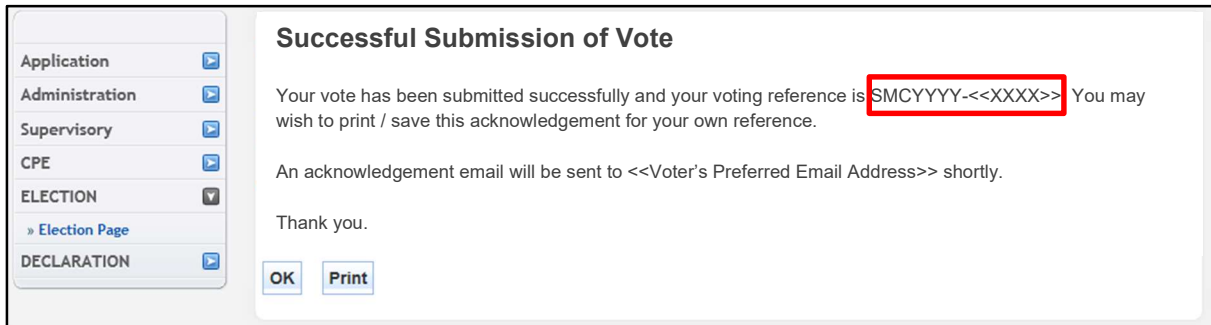 Application
Administration
Supervisory
CPE
ELECTION
» Election Page
DECLARATION
Successful Submission of Vote
Your vote has been submitted successfully and your voting reference is SMCYYYY-<<XXXX>>. You may
wish to print / save this acknowledgement for your own reference.
An acknowledgement email will be sent to <<Voter's Preferred Email Address>> shortly.
Thank you.
OK
Print